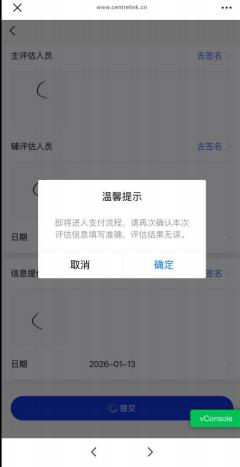 www.centrelink.cn
主评估人员 去签名
辅评估人员 去签名
温馨提示
即将进入支付流程，请再次确认本次
评估信息填写准确，评估结果无误。
取消 确定
日期
信息提 签名
日期 2026-01-13
提交
vConsole